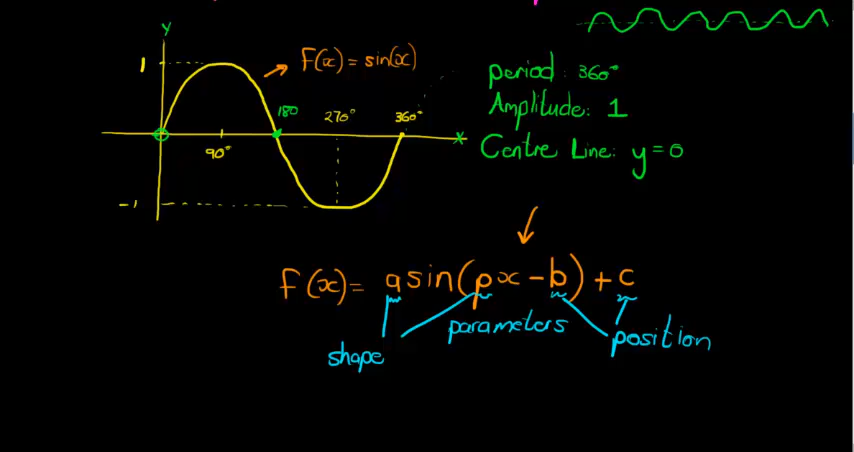 Y
1
F(x) = sin(x)
Period: 360°
Amplitude: 1
180
270°
360°
x
90°
Centre Line: y = 0
-1
F(x) = a sin(px - b) + c
parameters
shape
position